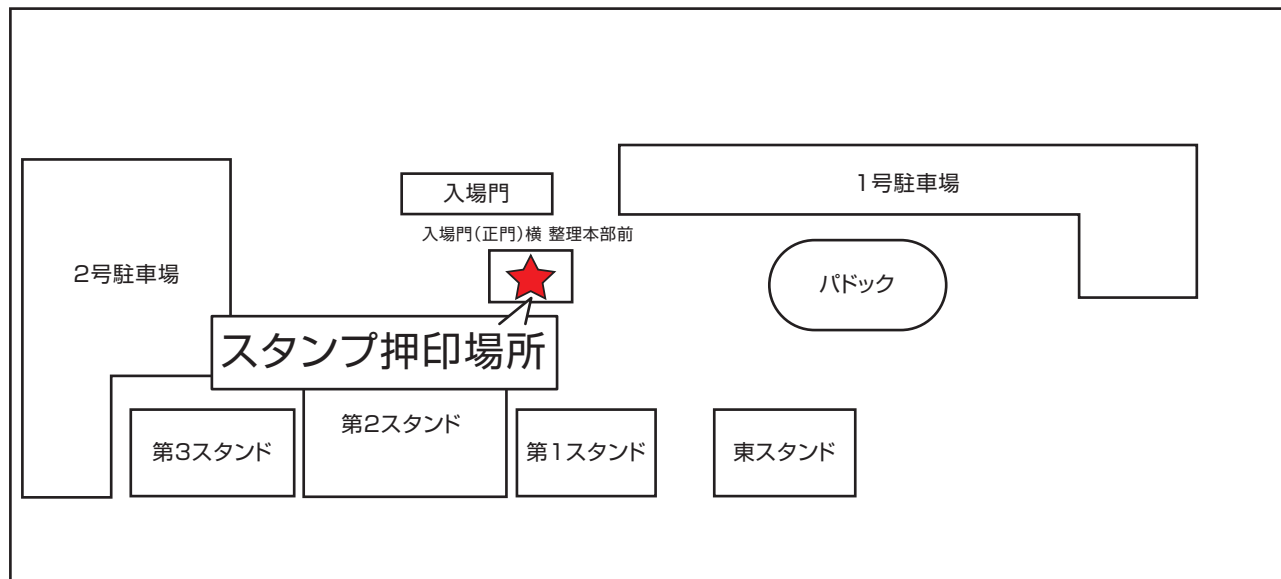 1号駐車場
入場門
入場門(正門)横 整理本部前
2号駐車場
パドック
スタンプ押印場所
第2スタンド
第3スタンド
第1スタンド
東スタンド